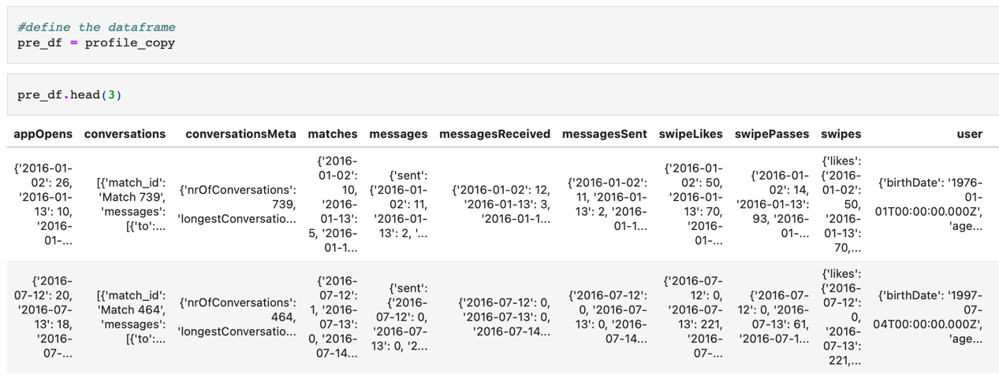 #define the dataframe
pre_df = profile_copy
pre_df.head(3)
appOpens conversations conversationsMeta matches messages messagesReceived messagesSent swipeLikes swipePasses swipes user
{'2016-01-
02': 26,
'2016-01-
13': 10,
'2016-
01-...
[{'match_id':
'Match 739',
'messages':
[{'to':...
{'nrOfConversations':
739,
'longestConversatio...
{'2016-
01-02':
10,
'2016-
01-13':
5, '2016-
01-1...
{'sent':
{'2016-01-
02': 11,
'2016-01-
13': 2, '...
{'2016-01-02': 12,
'2016-01-13': 3,
'2016-01-1...
{'2016-01-02':
11, '2016-01-
13': 2, '2016-
01-1...
{'2016-01-
02': 50,
'2016-01-
13': 70,
'2016-
01-...
{'2016-01-
02': 14,
'2016-01-13':
93, '2016-
01-...
{'likes':
{'2016-
01-02':
50,
'2016-
01-13':
70,...
{'birthDate': '1976-
01-
01T00:00:00.000Z',
'age...
{'2016-
07-12': 20,
'2016-07-
13': 18,
'2016-
07-...
[{'match_id':
'Match 464',
'messages':
[{'to':...
{'nrOfConversations':
464,
'longestConversatio...
{'2016-
07-12':
1, '2016-
07-13':
0, '2016-
07-14...
{'sent':
{'2016-
07-12': 0,
'2016-07-
13': 0, '2...
{'2016-07-12': 0,
'2016-07-13': 0,
'2016-07-14...
{'2016-07-12':
0, '2016-07-
13': 0, '2016-
07-14...
{'2016-07-
12': 0,
'2016-07-
13': 221,
'2016-
07-...
{'2016-07-
12': 0, '2016-
07-13': 61,
'2016-07-1...
{'likes':
{'2016-
07-12':
0,
'2016-
07-13':
221,...
{'birthDate': '1997-
07-
04T00:00:00.000Z',
'age...